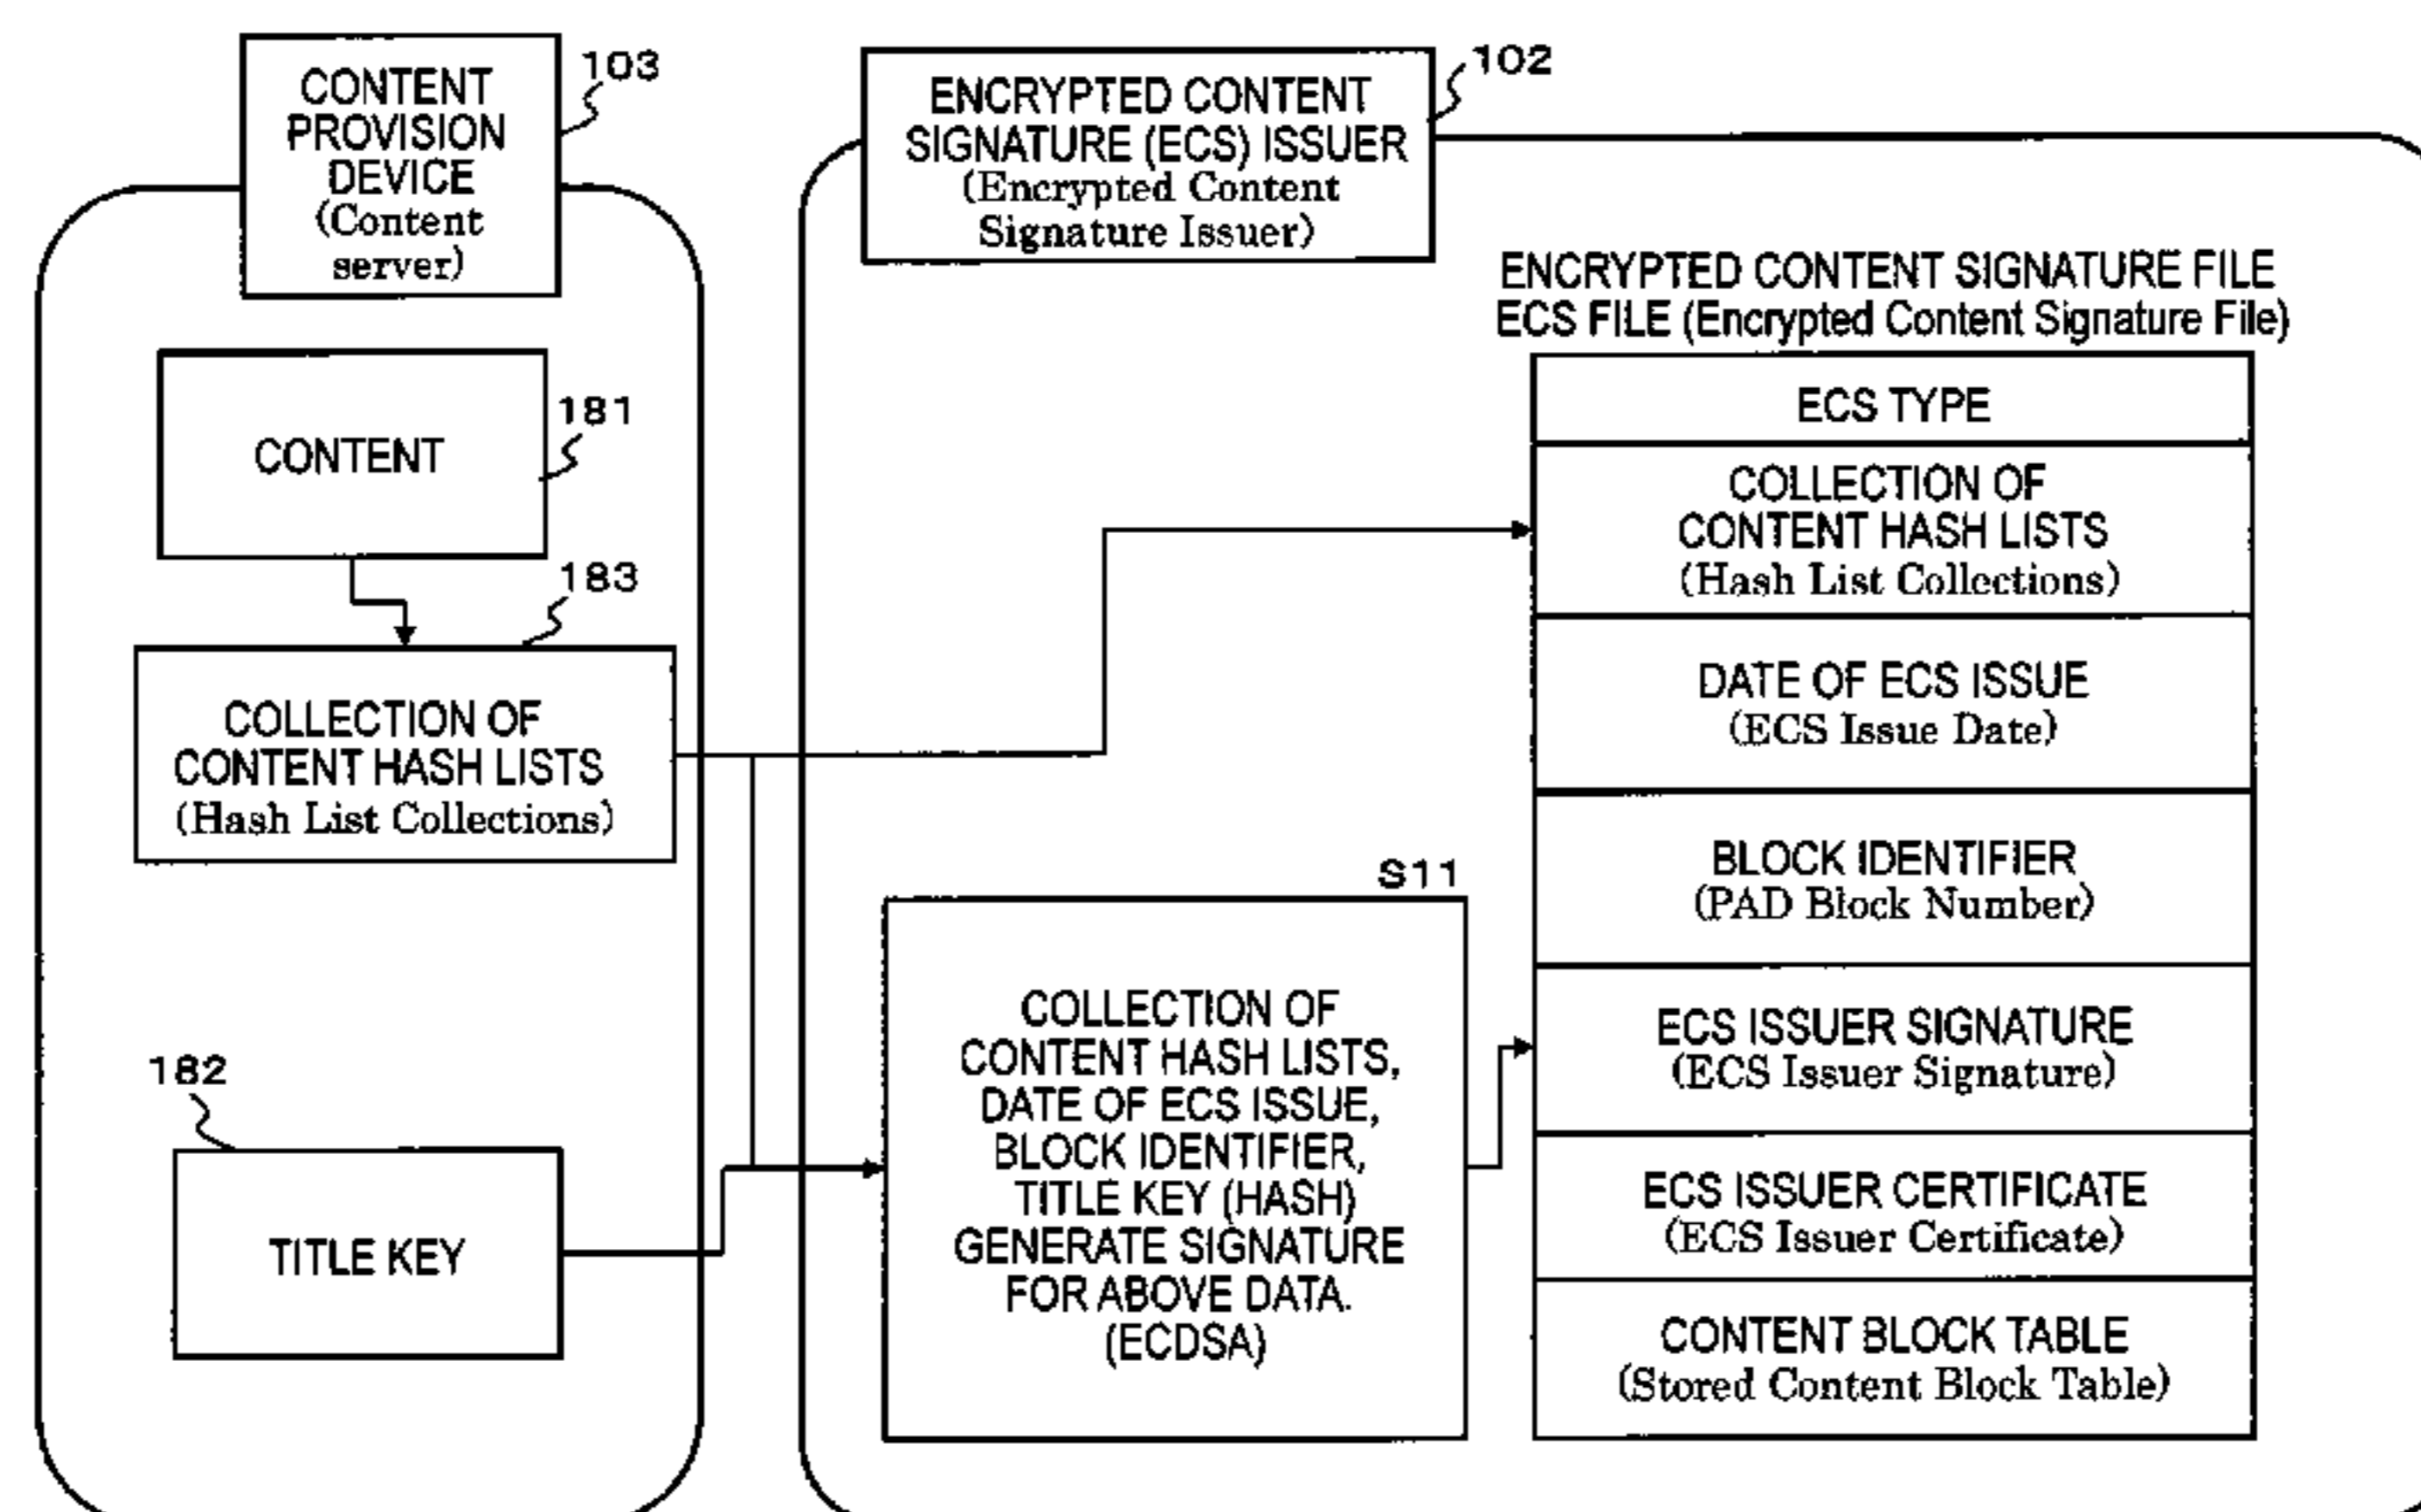 CONTENT
PROVISION
DEVICE
(Content
server)
103
CONTENT
181
183
COLLECTION OF
CONTENT HASH LISTS
(Hash List Collections)
182
TITLE KEY
ENCRYPTED CONTENT
SIGNATURE (ECS) ISSUER
(Encrypted Content
Signature Issuer)
102
S11
COLLECTION OF
CONTENT HASH LISTS,
DATE OF ECS ISSUE,
BLOCK IDENTIFIER,
TITLE KEY (HASH)
GENERATE SIGNATURE
FOR ABOVE DATA.
(ECDSA)
ENCRYPTED CONTENT SIGNATURE FILE
ECS FILE (Encrypted Content Signature File)
ECS TYPE
COLLECTION OF
CONTENT HASH LISTS
(Hash List Collections)
DATE OF ECS ISSUE
(ECS Issue Date)
BLOCK IDENTIFIER
(PAD Block Number)
ECS ISSUER SIGNATURE
(ECS Issuer Signature)
ECS ISSUER CERTIFICATE
(ECS Issuer Certificate)
CONTENT BLOCK TABLE
(Stored Content Block Table)